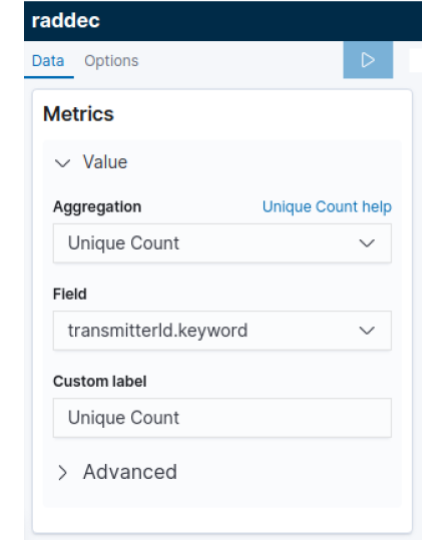 raddec
Data Options
Metrics
Value
Aggregation Unique Count help
Unique Count
Field
transmitterId.keyword
Custom label
Unique Count
Advanced